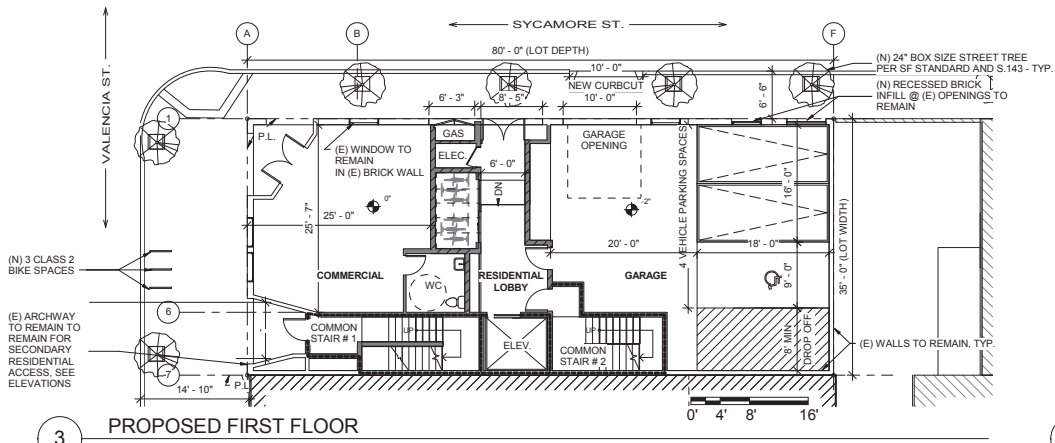 SYCAMORE ST.
VALENCIA ST.
A
B
F
80' - 0" (LOT DEPTH)
10' - 0"
NEW CURBCUT
(N) 24" BOX SIZE STREET TREE
PER SF STANDARD AND S.143 - TYP.
(N) RECESSED BRICK
INFILL @ (E) OPENINGS TO
REMAIN
6' - 3"
8' - 5"
10' - 0"
6' - 6"
1
P.L.
GAS
ELEC.
(E) WINDOW TO
REMAIN
IN (E) BRICK WALL
6' - 0"
GARAGE
OPENING
4 VEHICLE PARKING SPACES
16' - 0"
DN
0"
-2"
25' - 7"
25' - 0"
20' - 0"
18' - 0"
35' - 0" (LOT WIDTH)
(N) 3 CLASS 2
BIKE SPACES
COMMERCIAL
RESIDENTIAL
LOBBY
GARAGE
9' - 0"
WC
6
(E) ARCHWAY
TO REMAIN TO
REMAIN FOR
SECONDARY
RESIDENTIAL
ACCESS, SEE
ELEVATIONS
COMMON
STAIR # 1
UP
ELEV.
UP
COMMON
STAIR # 2
8' MIN
DROP OFF
(E) WALLS TO REMAIN, TYP.
7
P.L.
14' - 10"
0' 4' 8' 16'
3
PROPOSED FIRST FLOOR